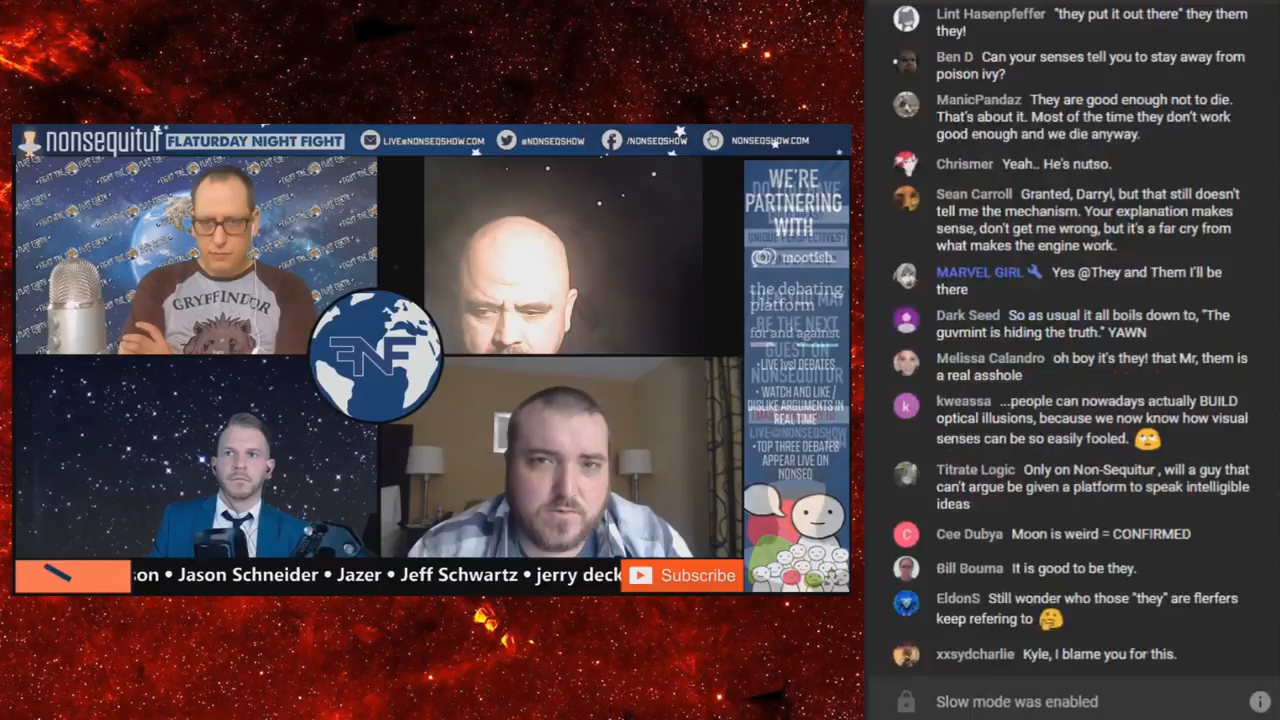 nonsequitur FLATURDAY NIGHT FIGHT LIVE@NONSEQSHOW.COM @NONSEQSHOW /NONSEQSHOW NONSEQSHOW.COM
GRYFFINDOR
FNF
WE'RE
PARTNERING
WITH
UNIQUE PERSPECTIVES?
mootish.
the debating
platform
BE THE NEXT
for and against
GUEST ON
• LIVE 1vs1 DEBATES
NONSEQUITUR
• WATCH AND LIKE /
DISLIKE ARGUMENTS IN
REAL TIME
LIVE@NONSEQSHOW
• TOP THREE DEBATES
APPEAR LIVE ON
NONSEQ
on • Jason Schneider • Jazer • Jeff Schwartz • jerry deck
Subscribe
Lint Hasenpfeffer "they put it out there" they them
they!
Ben D Can your senses tell you to stay away from
poison ivy?
ManicPandaz They are good enough not to die.
That's about it. Most of the time they don't work
good enough and we die anyway.
Chrismer Yeah.. He's nutso.
Sean Carroll Granted, Darryl, but that still doesn't
tell me the mechanism. Your explanation makes
sense, don't get me wrong, but it's a far cry from
what makes the engine work.
MARVEL GIRL Yes @They and Them I'll be
there
Dark Seed So as usual it all boils down to, "The
guvmint is hiding the truth." YAWN
Melissa Calandro oh boy it's they! that Mr, them is
a real asshole
k
kweassa ...people can nowadays actually BUILD
optical illusions, because we now know how visual
senses can be so easily fooled.
Titrate Logic Only on Non-Sequitur , will a guy that
can't argue be given a platform to speak intelligible
ideas
C
Cee Dubya Moon is weird = CONFIRMED
Bill Bouma It is good to be they.
EldonS Still wonder who those "they" are flerfers
keep refering to
xxsydcharlie Kyle, I blame you for this.
Slow mode was enabled